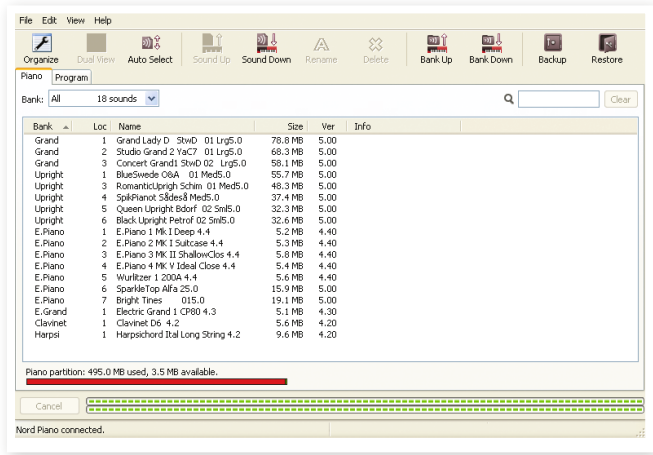 File Edit View Help
Organize Dual View Auto Select Sound Up Sound Down Rename Delete Bank Up Bank Down Backup Restore
Piano Program
Bank: All 18 sounds Clear
Bank Loc Name Size Ver Info
Grand 1 Grand Lady D StwD 01 Lrg5.0 78.8 MB 5.00
Grand 2 Studio Grand 2 YaC7 01 Lrg5.0 68.3 MB 5.00
Grand 3 Concert Grand1 StwD 02 Lrg5.0 58.1 MB 5.00
Upright 1 BlueSwede O&A 01 Med5.0 55.7 MB 5.00
Upright 3 RomanticUprigh Schim 01 Med5.0 48.3 MB 5.00
Upright 4 SpikPianot Sådeså Med5.0 37.4 MB 5.00
Upright 5 Queen Upright Bdorf 02 Sml5.0 32.3 MB 5.00
Upright 6 Black Upright Petrof 02 Sml5.0 32.6 MB 5.00
E.Piano 1 E.Piano 1 Mk I Deep 4.4 5.2 MB 4.40
E.Piano 2 E.Piano 2 MK I Suitcase 4.4 5.3 MB 4.40
E.Piano 3 E.Piano 3 MK II ShallowClos 4.4 5.8 MB 4.40
E.Piano 4 E.Piano 4 MK V Ideal Close 4.4 5.4 MB 4.40
E.Piano 5 Wurlitzer 1 200A 4.4 5.6 MB 4.40
E.Piano 6 SparkleTop Alfa 25.0 15.9 MB 5.00
E.Piano 7 Bright Tines 015.0 19.1 MB 5.00
E.Grand 1 Electric Grand 1 CP80 4.3 5.1 MB 4.30
Clavinet 1 Clavinet D6 4.2 5.6 MB 4.20
Harpsi 1 Harpsichord Ital Long String 4.2 9.6 MB 4.20
Piano partition: 495.0 MB used, 3.5 MB available.
Cancel
Nord Piano connected.